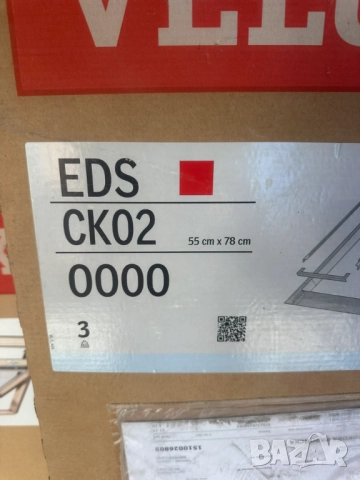 VELU
EDS
CK02 55 cm x 78 cm
0000
3
BAZAR